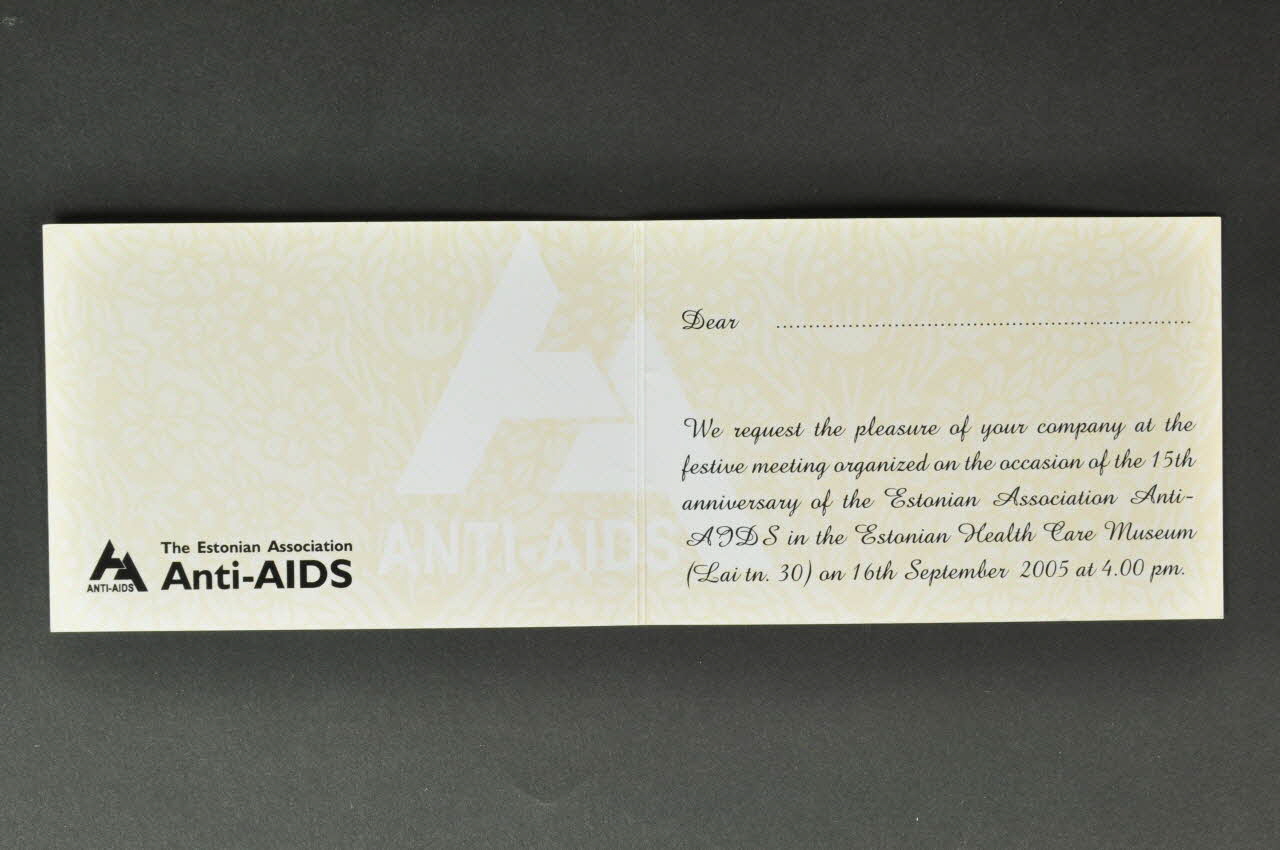 ANTI-AIDS
The Estonian Association
Anti-AIDS
ANTI-AIDS
Dear ................................................................
We request the pleasure of your company at the
festive meeting organized on the occasion of the 15th
anniversary of the Estonian Association Anti-
AIDS in the Estonian Health Care Museum
(Lai tn. 30) on 16th September 2005 at 4.00 pm.